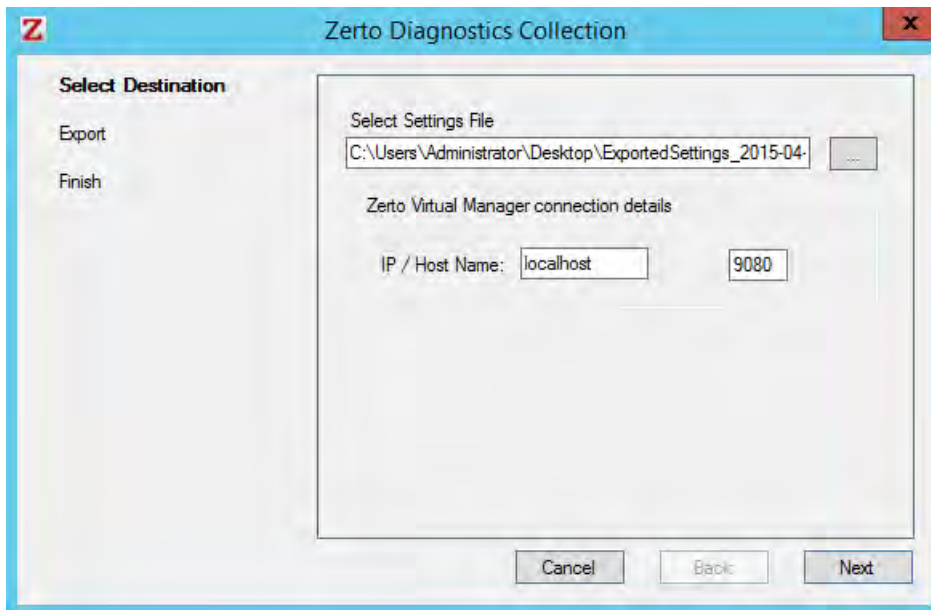 Z
Zerto Diagnostics Collection
x
Select Destination
Export
Finish
Select Settings File
C:\Users\Administrator\Desktop\ExportedSettings_2015-04-
...
Zerto Virtual Manager connection details
IP / Host Name:
localhost
9080
Cancel
Back
Next